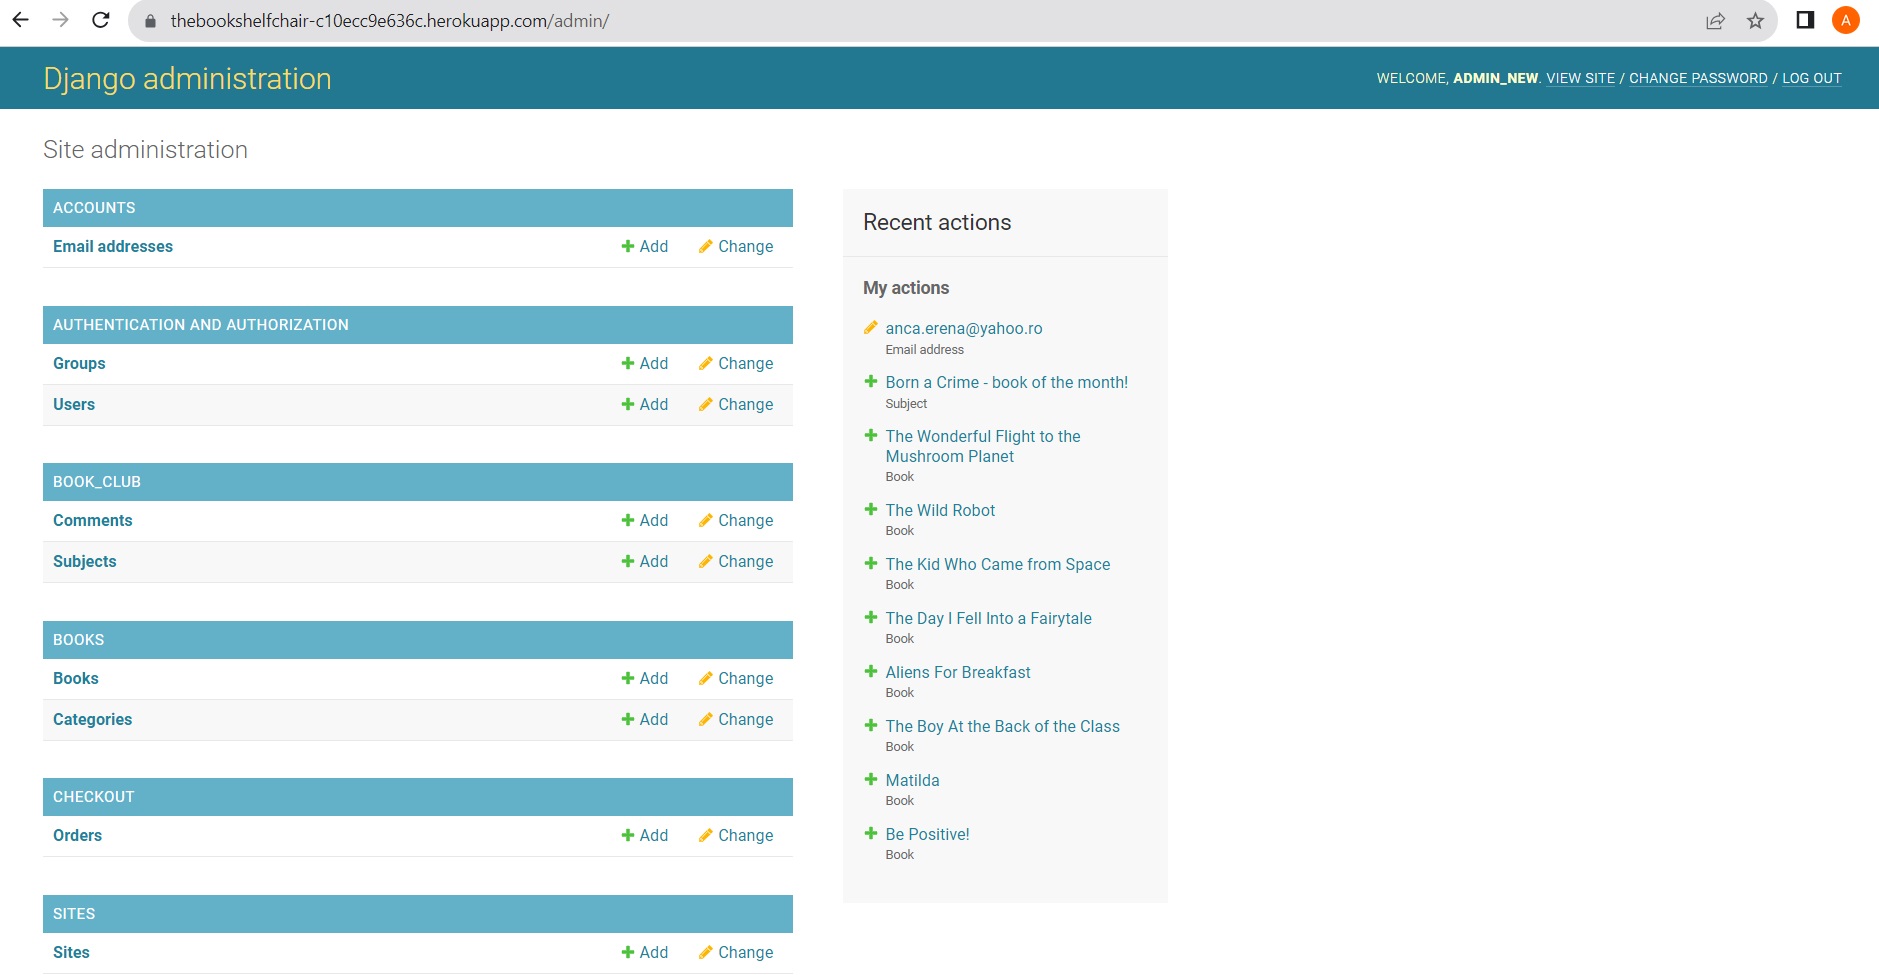 thebookshelfchair-c10ecc9e636c.herokuapp.com/admin/
A
Django administration
WELCOME, ADMIN_NEW. VIEW SITE / CHANGE PASSWORD / LOG OUT
Site administration
ACCOUNTS
Email addresses Add Change
AUTHENTICATION AND AUTHORIZATION
Groups Add Change
Users Add Change
BOOK_CLUB
Comments Add Change
Subjects Add Change
BOOKS
Books Add Change
Categories Add Change
CHECKOUT
Orders Add Change
SITES
Sites Add Change
Recent actions
My actions
anca.erena@yahoo.ro
Email address
Born a Crime - book of the month!
Subject
The Wonderful Flight to the
Mushroom Planet
Book
The Wild Robot
Book
The Kid Who Came from Space
Book
The Day I Fell Into a Fairytale
Book
Aliens For Breakfast
Book
The Boy At the Back of the Class
Book
Matilda
Book
Be Positive!
Book